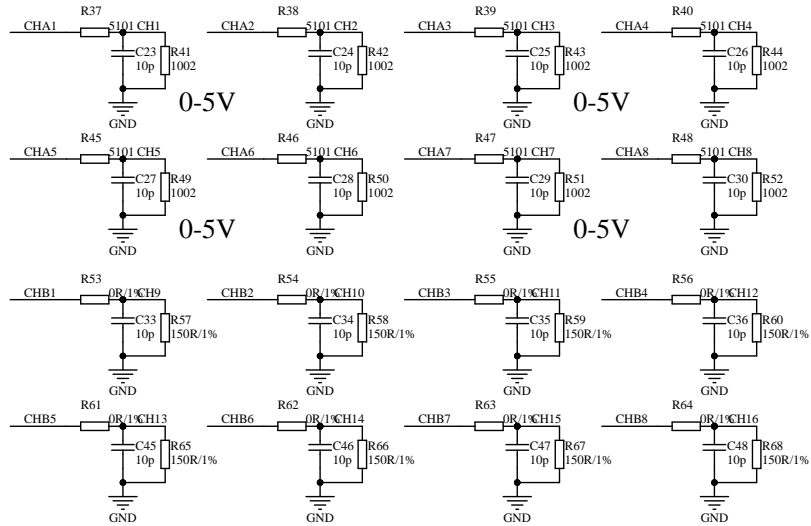 R37 R38 R39 R40
CHA1 5101 CH1 CHA2 5101 CH2 CHA3 5101 CH3 CHA4 5101 CH4
C23 R41 C24 R42 C25 R43 C26 R44
10p 1002 10p 1002 10p 1002 10p 1002
0-5V 0-5V
GND GND GND GND
R45 R46 R47 R48
CHA5 5101 CH5 CHA6 5101 CH6 CHA7 5101 CH7 CHA8 5101 CH8
C27 R49 C28 R50 C29 R51 C30 R52
10p 1002 10p 1002 10p 1002 10p 1002
0-5V 0-5V
GND GND GND GND
R53 R54 R55 R56
CHB1 0R/1% CH9 CHB2 0R/1% CH10 CHB3 0R/1% CH11 CHB4 0R/1% CH12
C33 R57 C34 R58 C35 R59 C36 R60
10p 150R/1% 10p 150R/1% 10p 150R/1% 10p 150R/1%
GND GND GND GND
R61 R62 R63 R64
CHB5 0R/1% CH13 CHB6 0R/1% CH14 CHB7 0R/1% CH15 CHB8 0R/1% CH16
C45 R65 C46 R66 C47 R67 C48 R68
10p 150R/1% 10p 150R/1% 10p 150R/1% 10p 150R/1%
GND GND GND GND